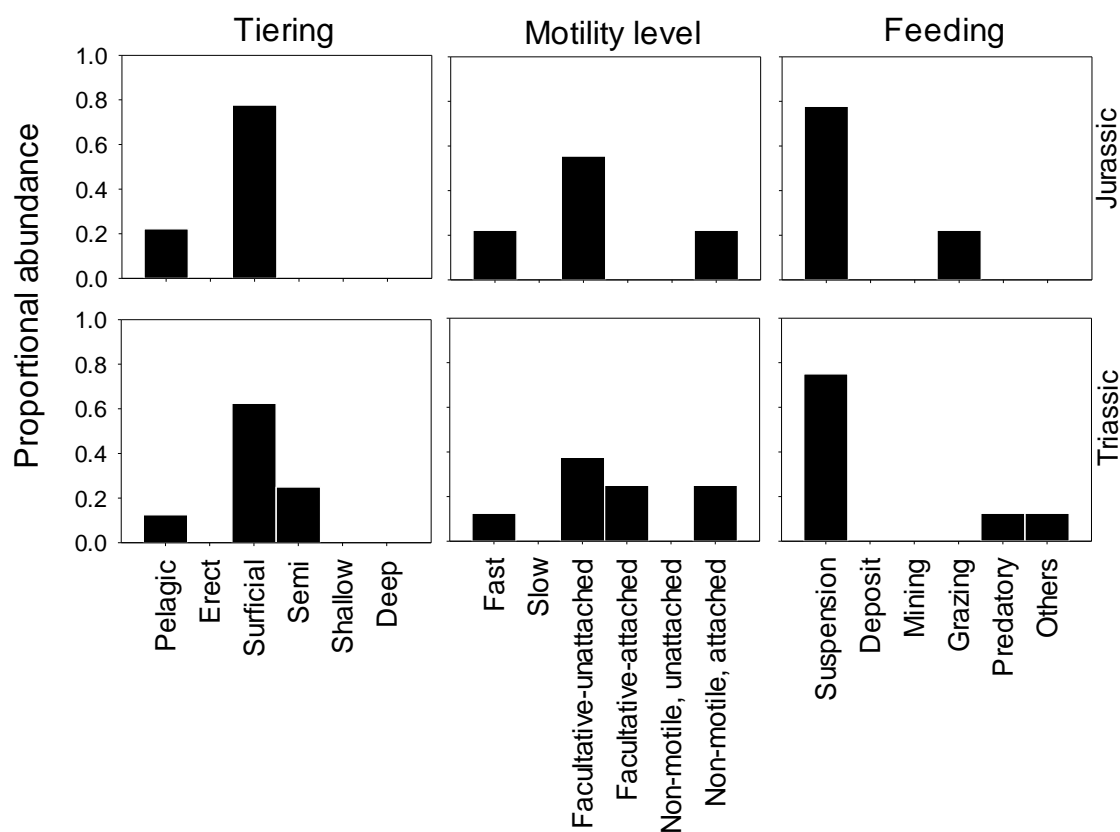 Tiering
Motility level
Feeding
Proportional abundance
1.0
0.8
0.6
0.4
0.2
0.0
Jurassic
1.0
0.8
0.6
0.4
0.2
0.0
Triassic
Pelagic
Erect
Surficial
Semi
Shallow
Deep
Fast
Slow
Facultative-unattached
Facultative-attached
Non-motile, unattached
Non-motile, attached
Suspension
Deposit
Mining
Grazing
Predatory
Others